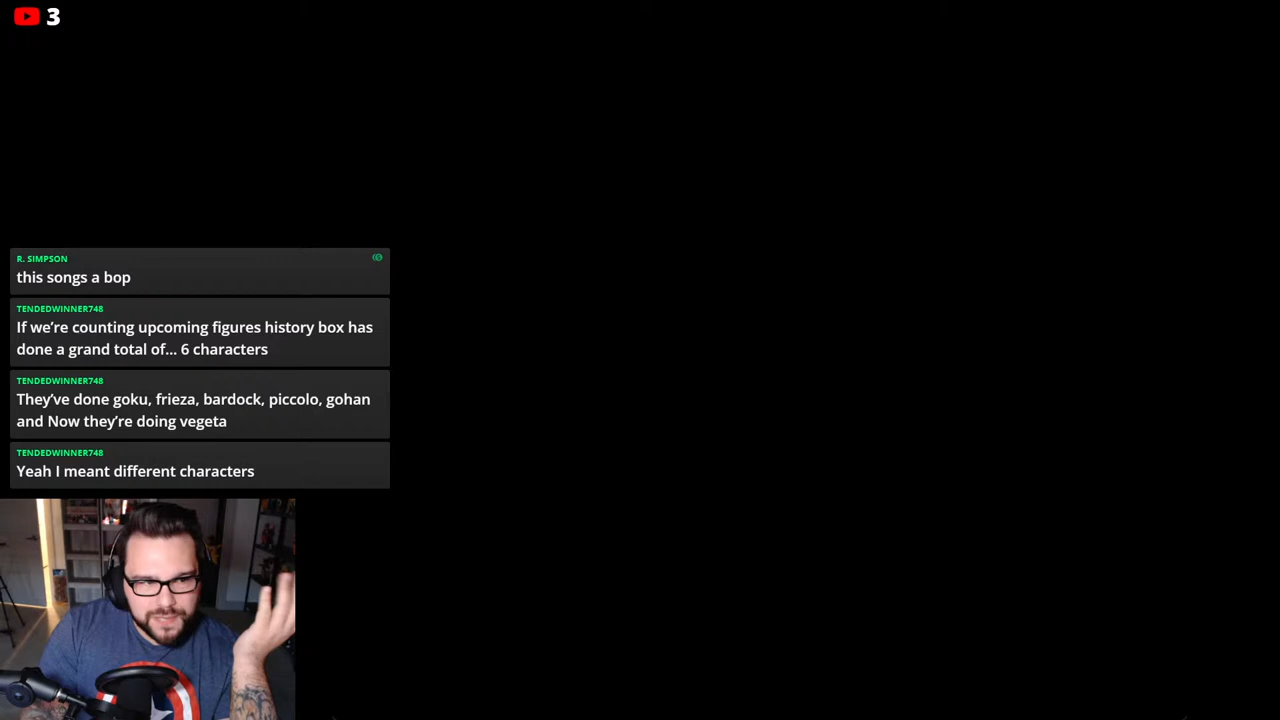 3
R. SIMPSON
this songs a bop
TENDEDWINNER748
If we’re counting upcoming figures history box has
done a grand total of... 6 characters
TENDEDWINNER748
They’ve done goku, frieza, bardock, piccolo, gohan
and Now they’re doing vegeta
TENDEDWINNER748
Yeah I meant different characters